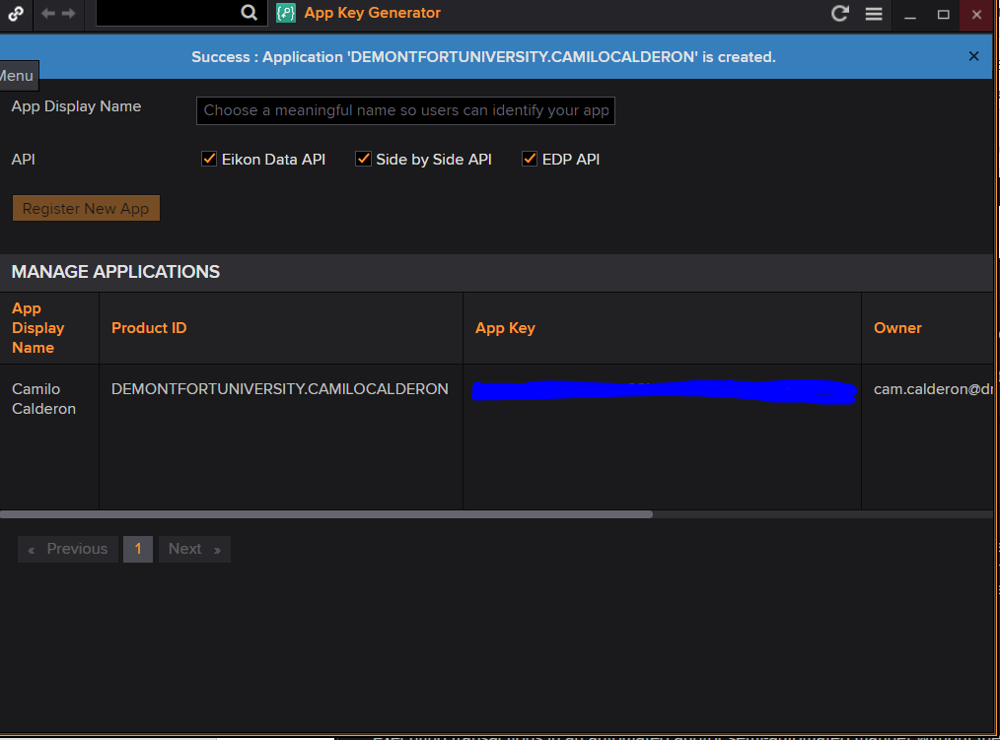 App Key Generator
Success : Application 'DEMONTFORTUNIVERSITY.CAMILOCALDERON' is created.
Menu
App Display Name
Choose a meaningful name so users can identify your app
API
Eikon Data API
Side by Side API
EDP API
Register New App
MANAGE APPLICATIONS
App
Display
Name
Product ID
App Key
Owner
Camilo
Calderon
DEMONTFORTUNIVERSITY.CAMILOCALDERON
cam.calderon@d
« Previous
1
Next »